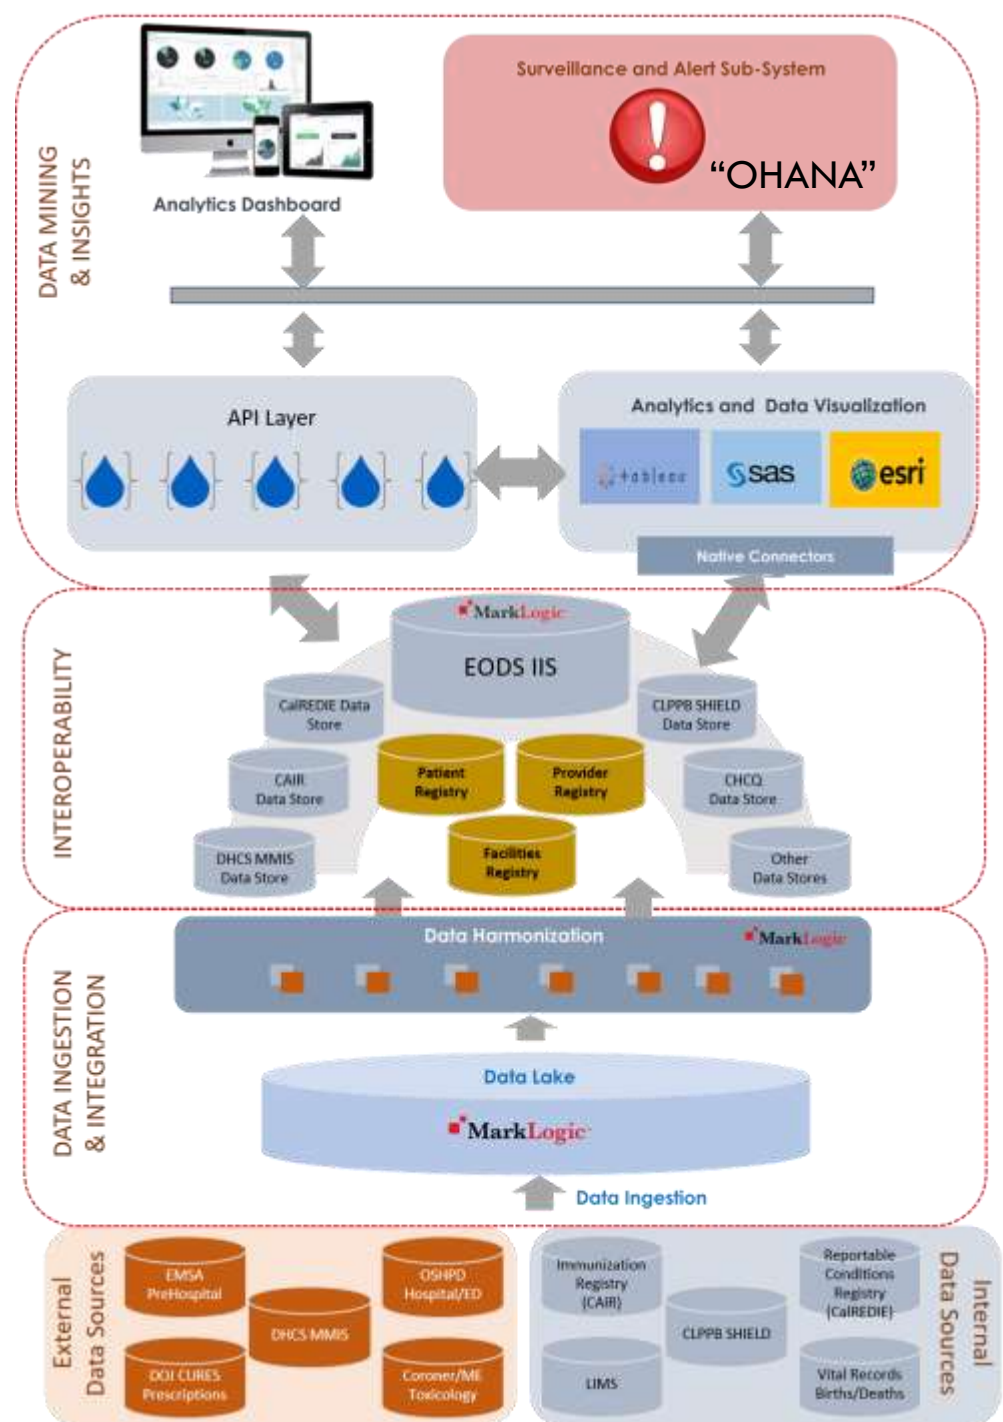 DATA MINING
& INSIGHTS
Analytics Dashboard
Surveillance and Alert Sub-System
“OHANA”
API Layer
Analytics and Data Visualization
+ableau
sas
esri
Native Connectors
INTEROPERABILITY
MarkLogic
EODS IIS
CalREDIE Data
Store
CLPPB SHIELD
Data Store
CAIR
Data Store
Patient
Registry
Provider
Registry
CHCQ
Data Store
DHCS MMIS
Data Store
Facilities
Registry
Other
Data Stores
DATA INGESTION
& INTEGRATION
Data Harmonization
MarkLogic
Data Lake
MarkLogic
Data Ingestion
External
Data Sources
EMSA
PreHospital
OSHPD
Hospital/ED
DHCS MMIS
DOJ CURES
Prescriptions
Coroner/ME
Toxicology
Immunization
Registry
(CAIR)
Reportable
Conditions
Registry
(CalREDIE)
CLPPB SHIELD
LIMS
Vital Records
Births/Deaths
Internal
Data Sources